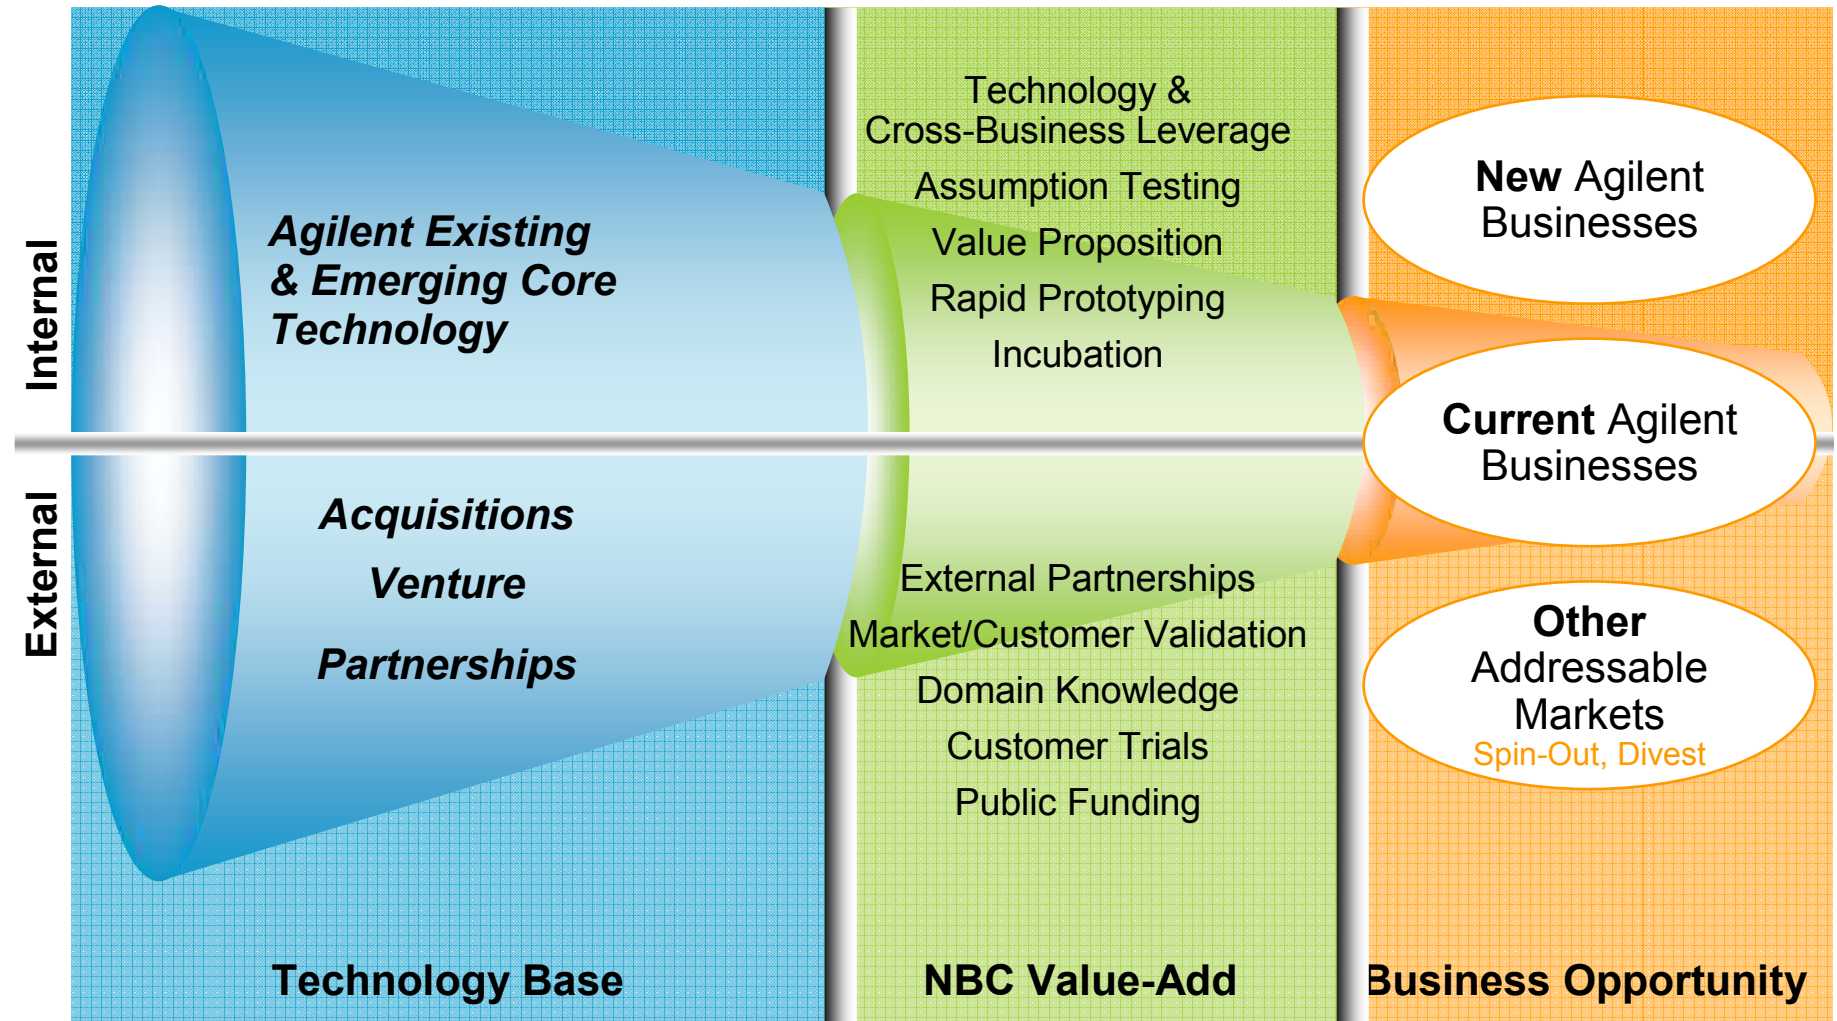 Internal
Agilent Existing
& Emerging Core
Technology
External
Acquisitions
Venture
Partnerships
Technology Base
Technology &
Cross-Business Leverage
Assumption Testing
Value Proposition
Rapid Prototyping
Incubation
External Partnerships
Market/Customer Validation
Domain Knowledge
Customer Trials
Public Funding
NBC Value-Add
New Agilent
Businesses
Current Agilent
Businesses
Other
Addressable
Markets
Spin-Out, Divest
Business Opportunity